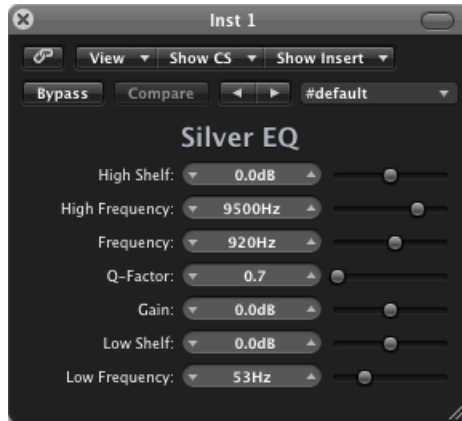 Inst 1
View Show CS Show Insert
Bypass Compare #default
Silver EQ
High Shelf: 0.0dB
High Frequency: 9500Hz
Frequency: 920Hz
Q-Factor: 0.7
Gain: 0.0dB
Low Shelf: 0.0dB
Low Frequency: 53Hz